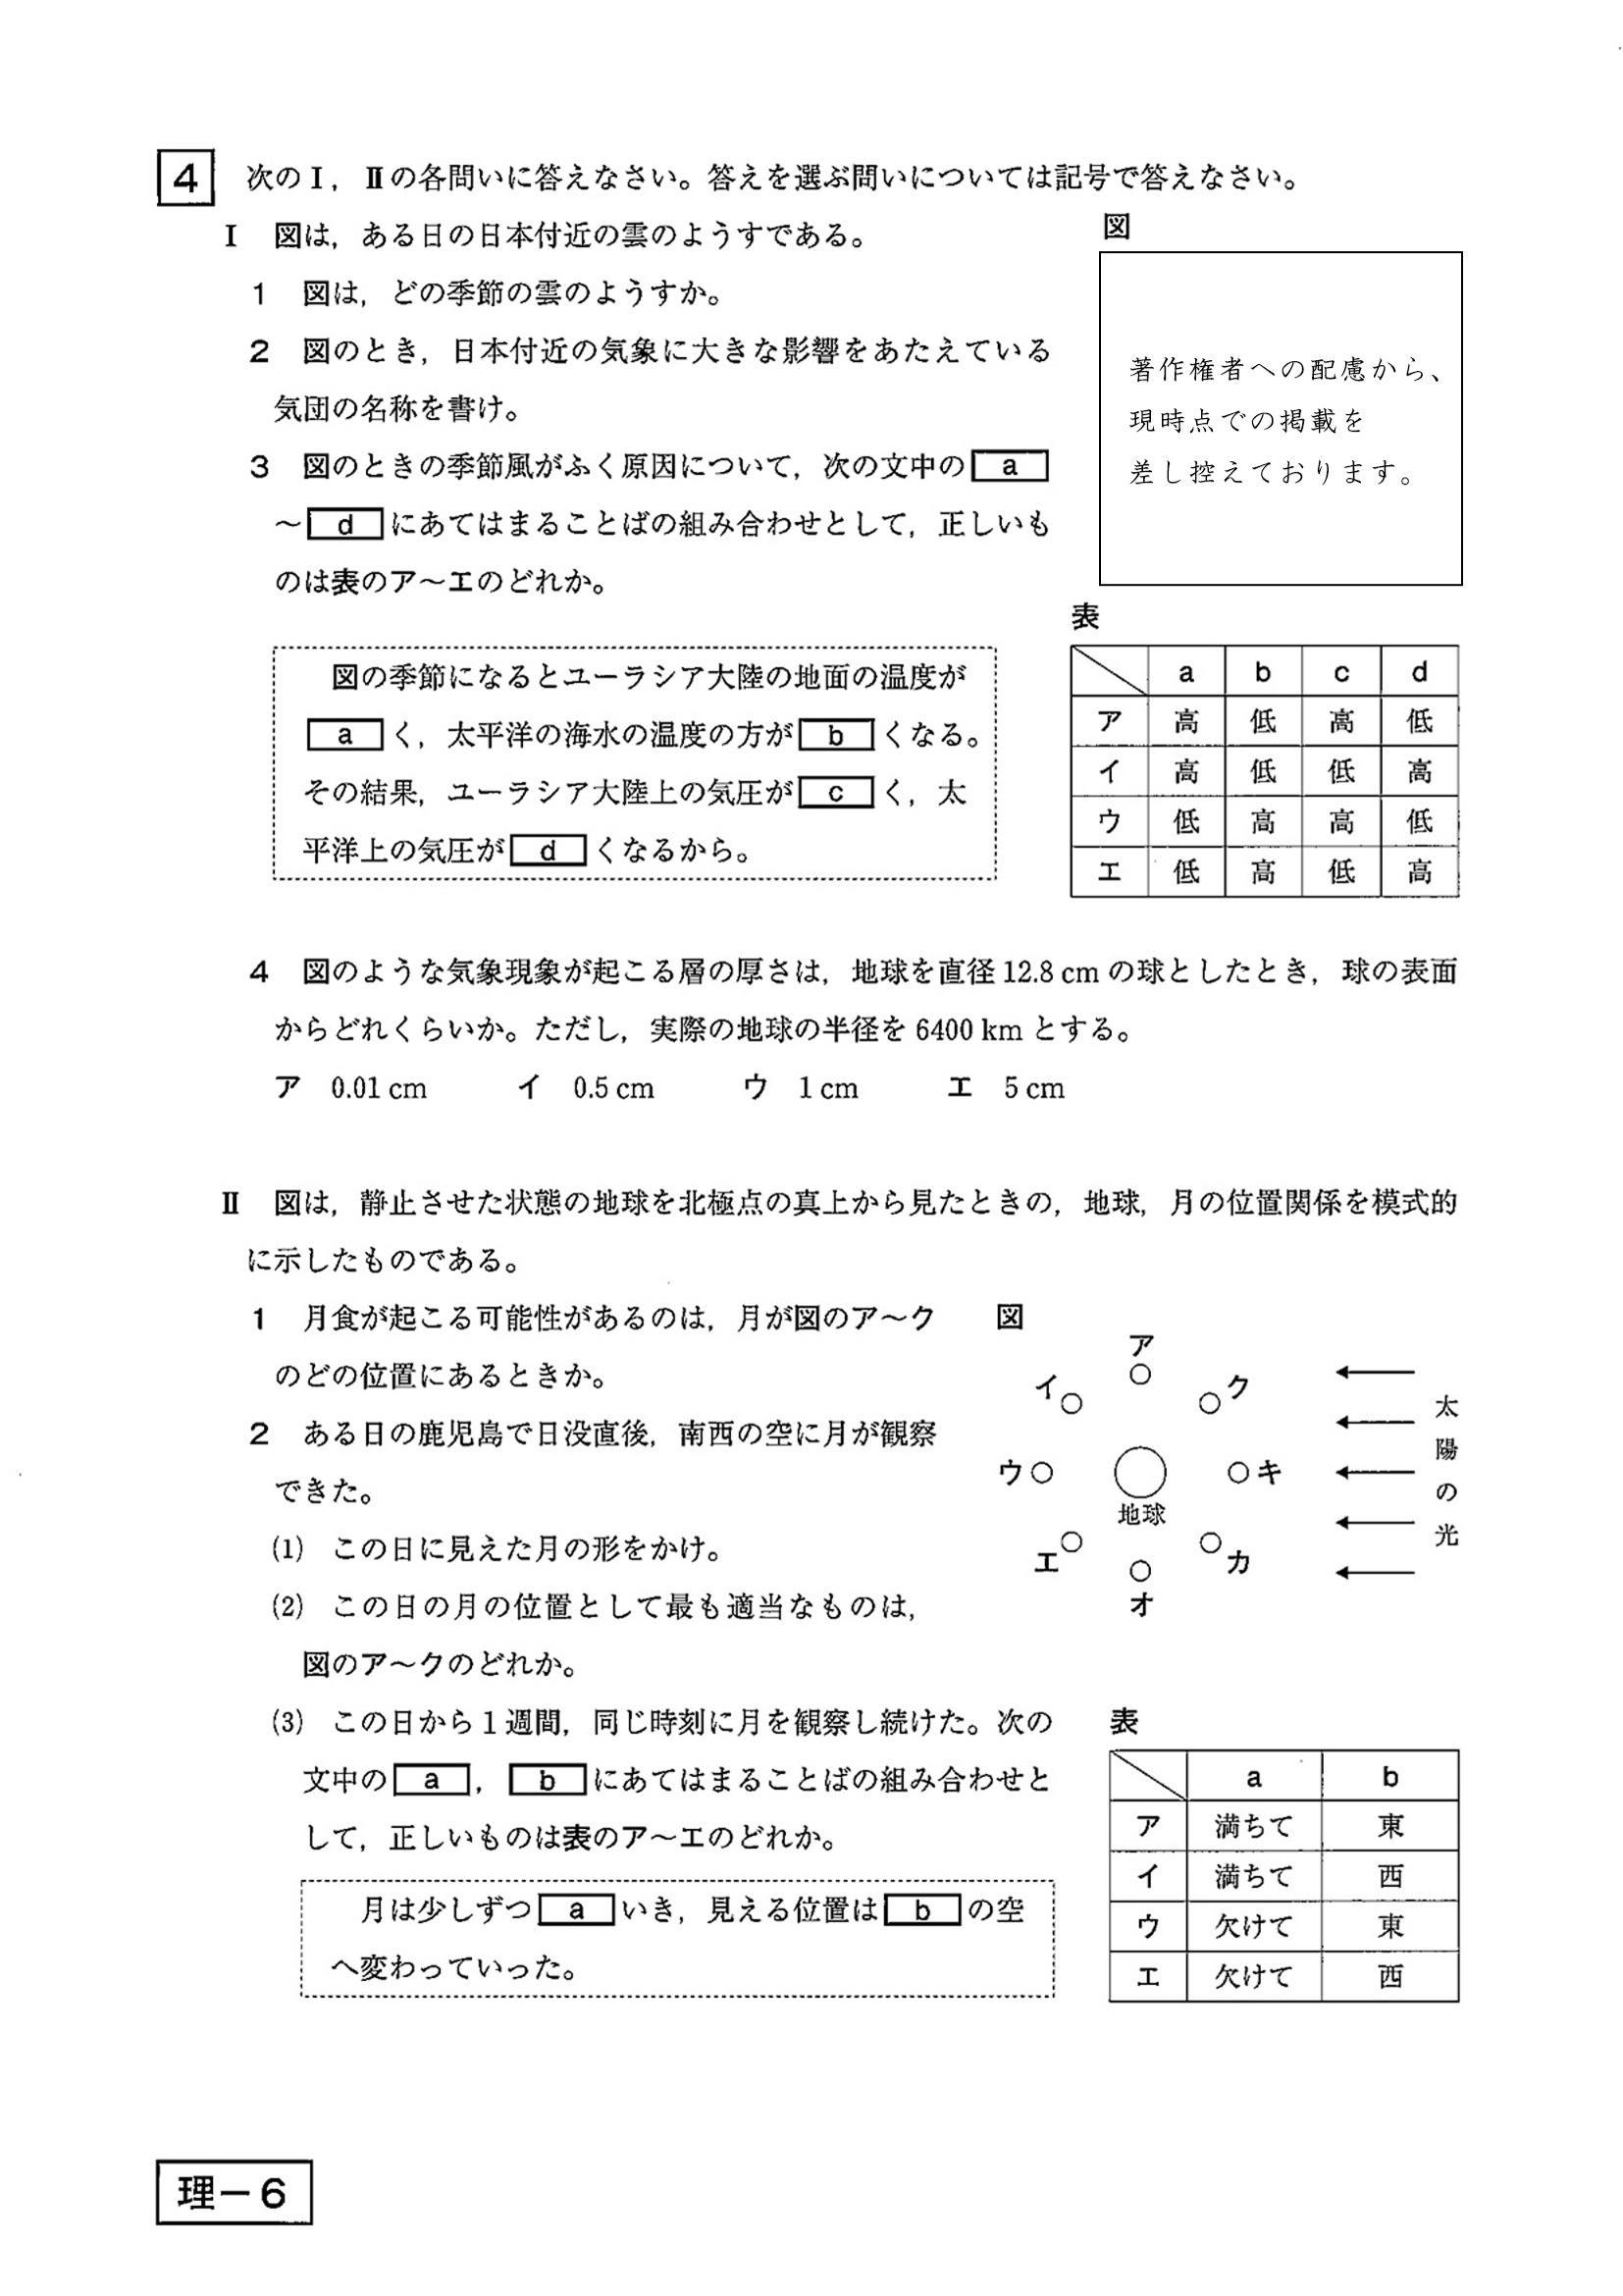 4 次のⅠ，Ⅱの各問いに答えなさい。答えを選ぶ問いについては記号で答えなさい。
Ⅰ 図は，ある日の日本付近の雲のようすである。
1 図は，どの季節の雲のようすか。
2 図のとき，日本付近の気象に大きな影響をあたえている
気団の名称を書け。
3 図のときの季節風がふく原因について，次の文中の a
～ d にあてはまることばの組み合わせとして，正しいも
のは表のア～エのどれか。
図
著作権者への配慮から、
現時点での掲載を
差し控えております。
図の季節になるとユーラシア大陸の地面の温度が
a く，太平洋の海水の温度の方が b くなる。
その結果，ユーラシア大陸上の気圧が c く，太
平洋上の気圧が d くなるから。
表
a b c d
ア 高 低 高 低
イ 高 低 低 高
ウ 低 高 高 低
エ 低 高 低 高
4 図のような気象現象が起こる層の厚さは，地球を直径 12.8 cm の球としたとき，球の表面
からどれくらいか。ただし，実際の地球の半径を 6400 km とする。
ア 0.01 cm イ 0.5 cm ウ 1 cm エ 5 cm
Ⅱ 図は，静止させた状態の地球を北極点の真上から見たときの，地球，月の位置関係を模式的
に示したものである。
1 月食が起こる可能性があるのは，月が図のア～ク
のどの位置にあるときか。
2 ある日の鹿児島で日没直後，南西の空に月が観察
できた。
(1) この日に見えた月の形をかけ。
(2) この日の月の位置として最も適当なものは，
図のア～クのどれか。
図
ア
イ
ク
ウ
キ
地球
エ
カ
オ
太陽の光
(3) この日から1週間，同じ時刻に月を観察し続けた。次の
文中の a ， b にあてはまることばの組み合わせと
して，正しいものは表のア～エのどれか。
月は少しずつ a いき，見える位置は b の空
へ変わっていった。
表
a b
ア 満ちて 東
イ 満ちて 西
ウ 欠けて 東
エ 欠けて 西
理－6